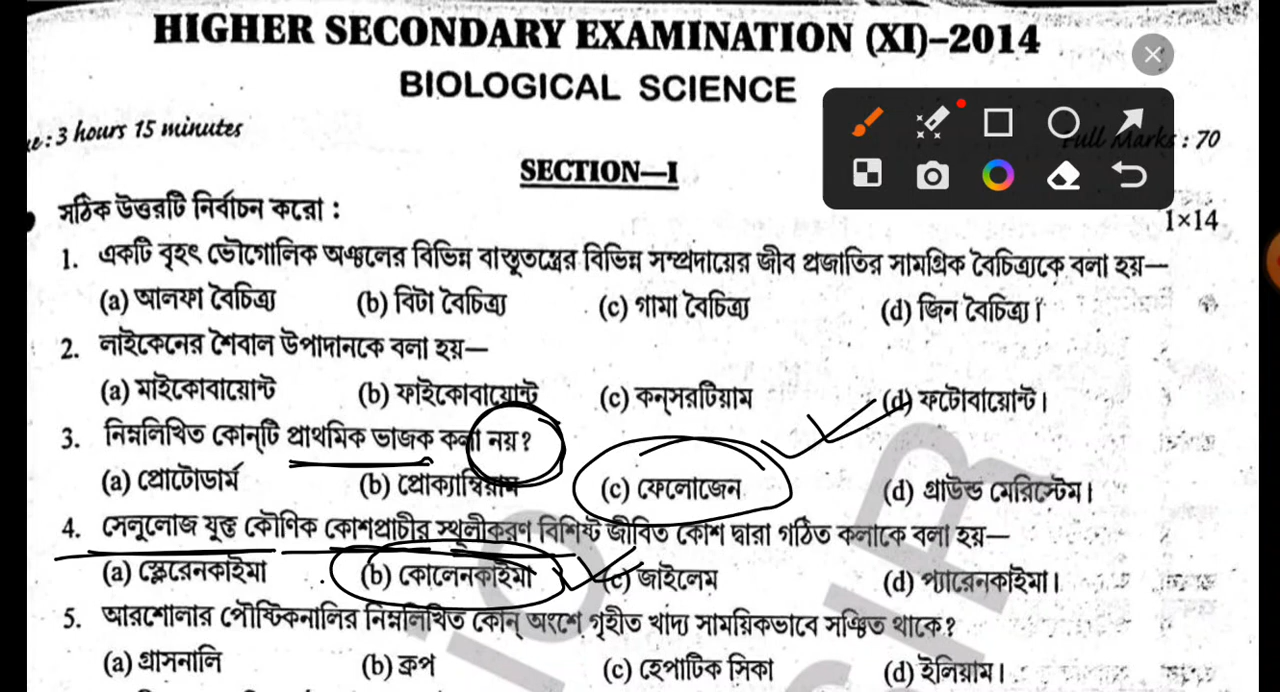 HIGHER SECONDARY EXAMINATION (XI)–2014
BIOLOGICAL SCIENCE
e : 3 hours 15 minutes
Full Marks : 70
SECTION—I
সঠিক উত্তরটি নির্বাচন করো :
1×14
1. একটি বৃহৎ ভৌগোলিক অঞ্চলের বিভিন্ন বাস্তুতন্ত্রের বিভিন্ন সম্প্রদায়ের জীব প্রজাতির সামগ্রিক বৈচিত্র্যকে বলা হয়—
(a) আলফা বৈচিত্র্য (b) বিটা বৈচিত্র্য (c) গামা বৈচিত্র্য (d) জিন বৈচিত্র্য।
2. লাইকেনের শৈবাল উপাদানকে বলা হয়—
(a) মাইকোবায়োন্ট (b) ফাইকোবায়োন্ট (c) কন্‌সরটিয়াম (d) ফটোবায়োন্ট।
3. নিম্নলিখিত কোন্‌টি প্রাথমিক ভাজক কলা নয়?
(a) প্রোটোডার্ম (b) প্রোক্যাম্বিয়াম (c) ফেলোজেন (d) গ্রাউন্ড মেরিস্টেম।
4. সেলুলোজ যুক্ত কৌণিক কোশপ্রাচীর স্থূলীকরণ বিশিষ্ট জীবিত কোশ দ্বারা গঠিত কলাকে বলা হয়—
(a) স্ক্লেরেনকাইমা (b) কোলেনকাইমা (c) জাইলেম (d) প্যারেনকাইমা।
5. আরশোলার পৌষ্টিকনালির নিম্নলিখিত কোন্ অংশে গৃহীত খাদ্য সাময়িকভাবে সঞ্চিত থাকে?
(a) গ্রাসনালি (b) ক্রপ (c) হেপাটিক সিকা (d) ইলিয়াম।